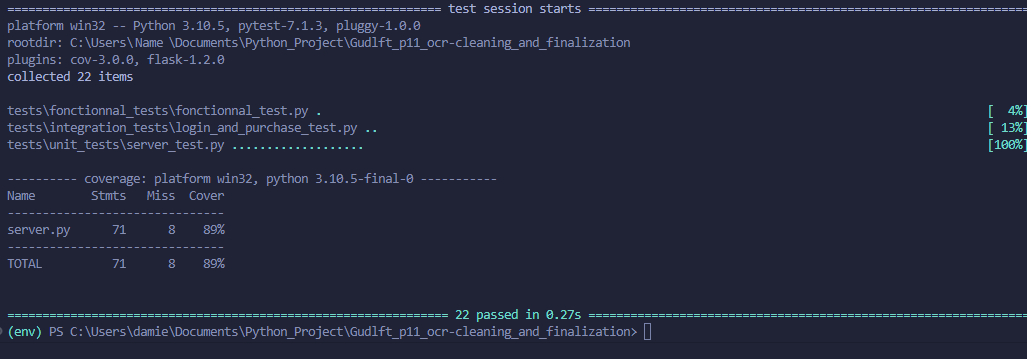 ============================================================== test session starts ===============================================================
platform win32 -- Python 3.10.5, pytest-7.1.3, pluggy-1.0.0
rootdir: C:\Users\Name \Documents\Python_Project\Gudlft_p11_ocr-cleaning_and_finalization
plugins: cov-3.0.0, flask-1.2.0
collected 22 items
tests\fonctionnal_tests\fonctionnal_test.py . [  4%]
tests\integration_tests\login_and_purchase_test.py .. [ 13%]
tests\unit_tests\server_test.py ................... [100%]
---------- coverage: platform win32, python 3.10.5-final-0 -----------
Name        Stmts   Miss  Cover
-------------------------------
server.py      71      8    89%
-------------------------------
TOTAL          71      8    89%
=============================================================== 22 passed in 0.27s ===============================================================
(env) PS C:\Users\damie\Documents\Python_Project\Gudlft_p11_ocr-cleaning_and_finalization>